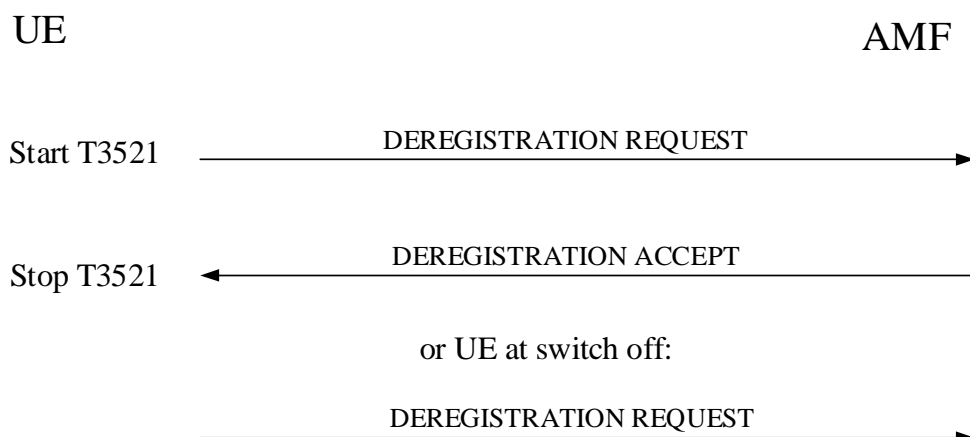 UE
AMF
Start T3521
DEREGISTRATION REQUEST
Stop T3521
DEREGISTRATION ACCEPT
or UE at switch off:
DEREGISTRATION REQUEST